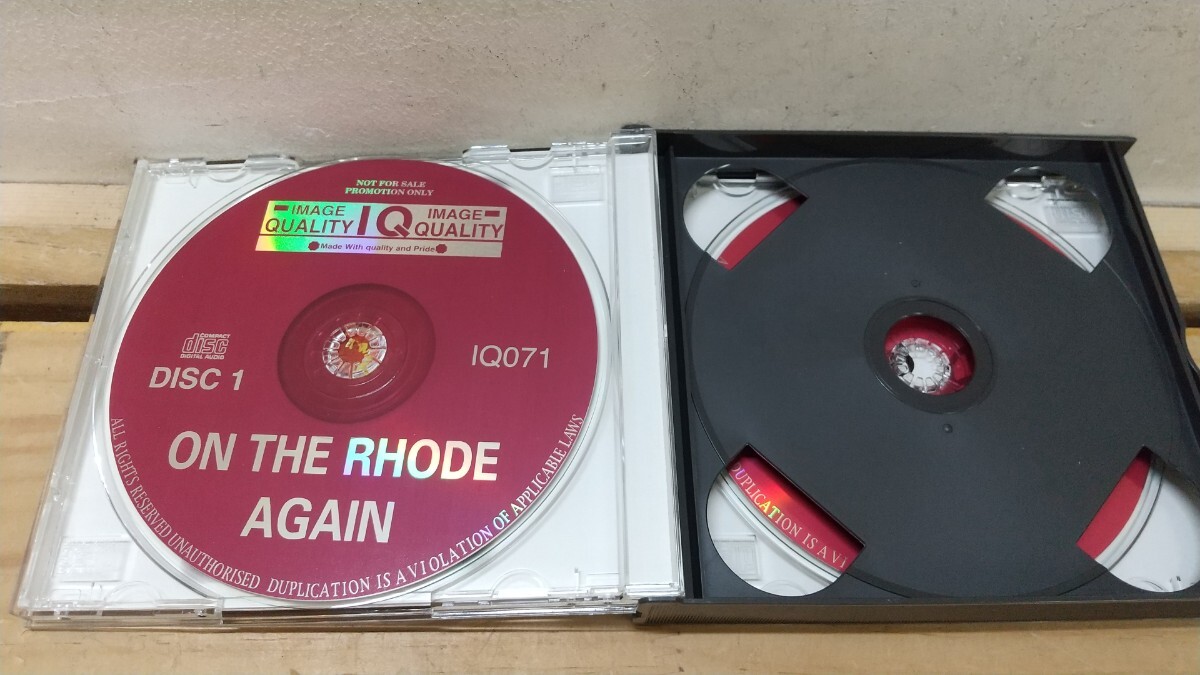 NOT FOR SALE
PROMOTION ONLY
IMAGE QUALITY IQ IMAGE QUALITY
Made With quality and Pride
COMPACT
disc
DIGITAL AUDIO
DISC 1
IQ071
ON THE RHODE
AGAIN
ALL RIGHTS RESERVED UNAUTHORISED DUPLICATION IS A VIOLATION OF APPLICABLE LAWS
DUPLICATION IS A VI